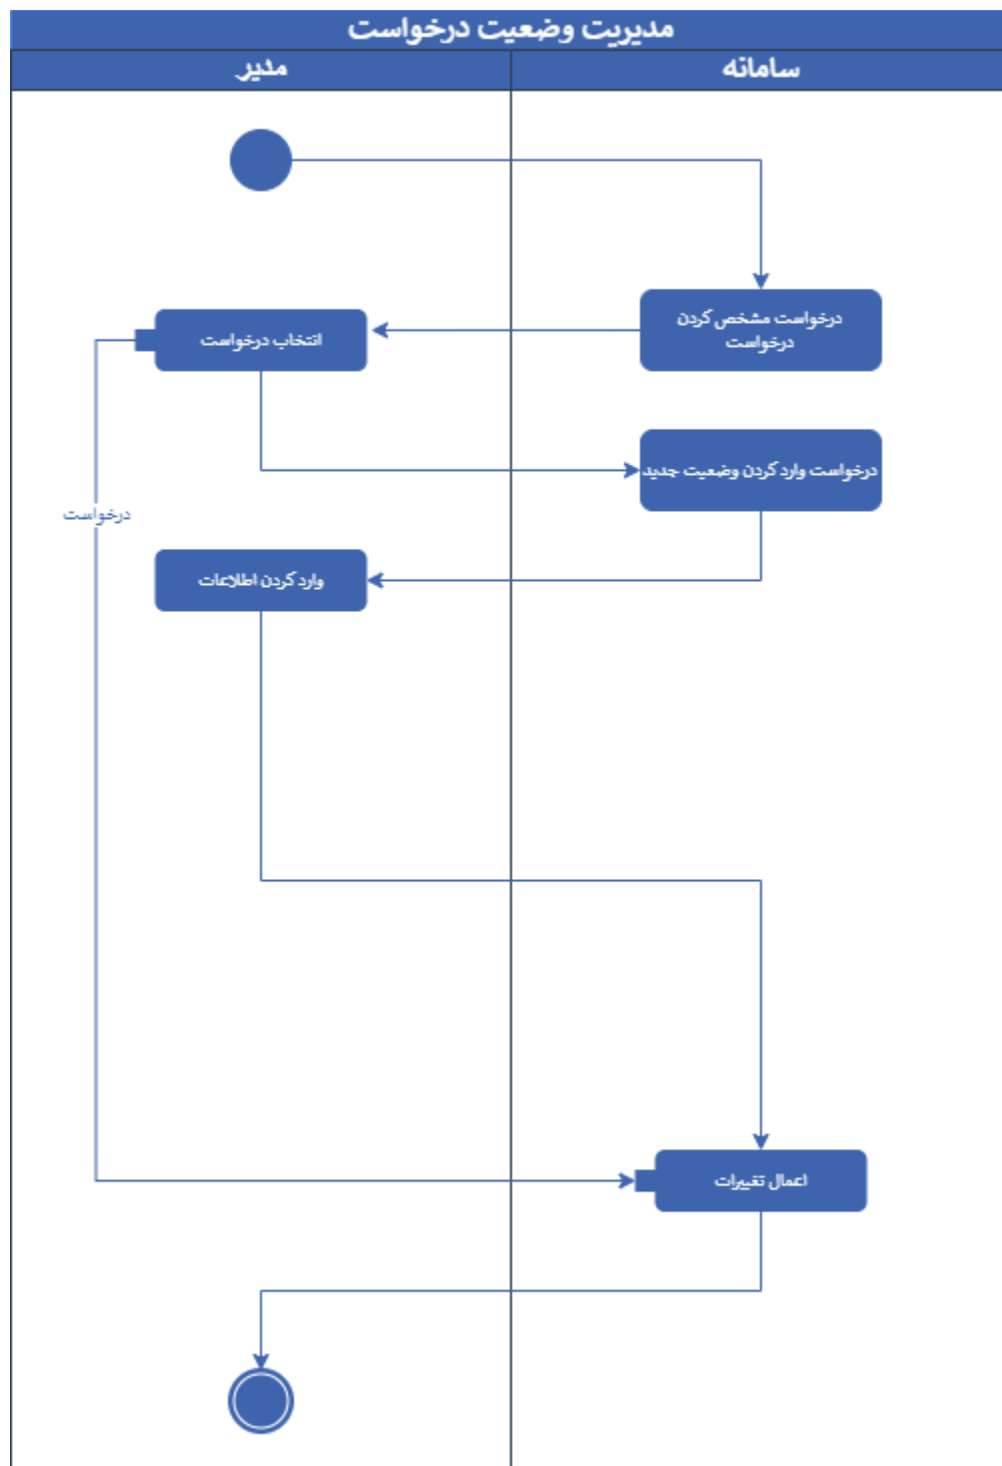 مدیریت وضعیت درخواست
سامانه
مدیر
درخواست مشخص کردن
درخواست
انتخاب درخواست
درخواست وارد کردن وضعیت جدید
درخواست
وارد کردن اطلاعات
اعمال تغییرات